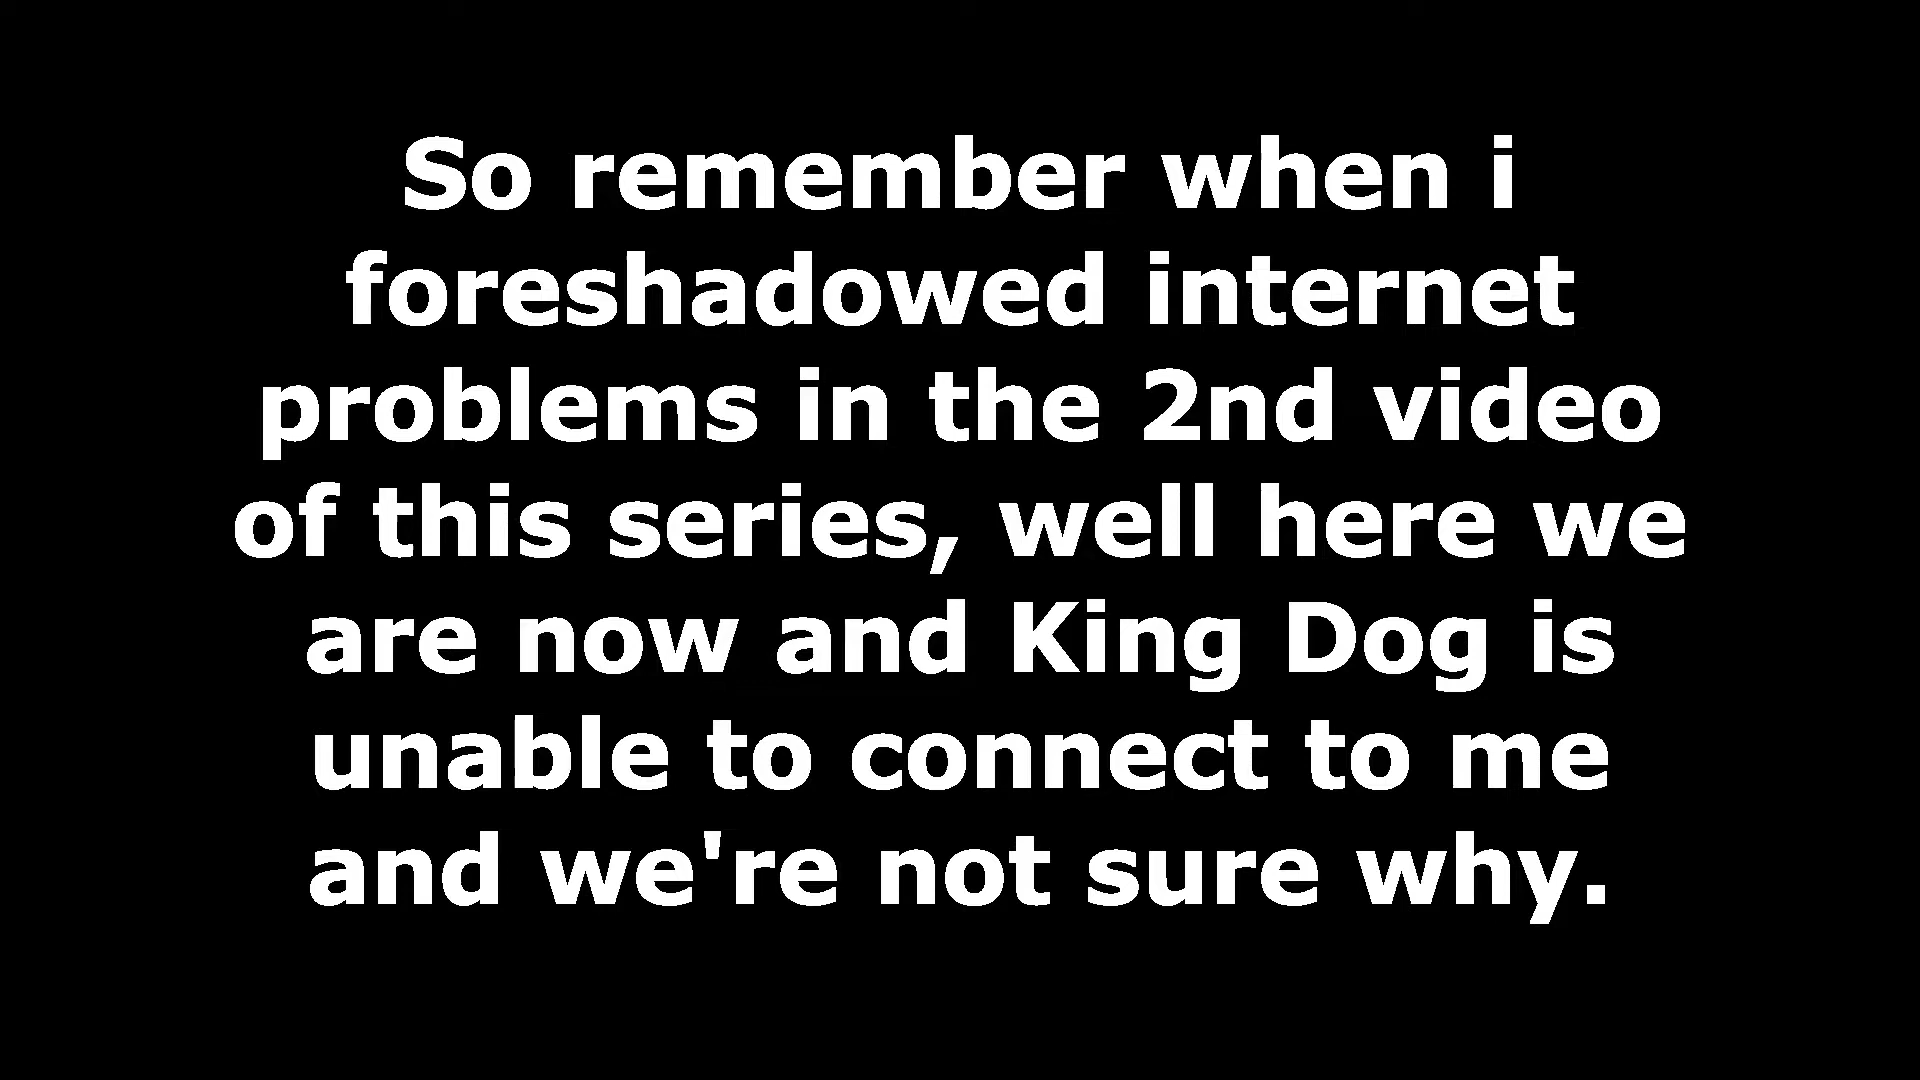 So remember when i
foreshadowed internet
problems in the 2nd video
of this series, well here we
are now and King Dog is
unable to connect to me
and we're not sure why.